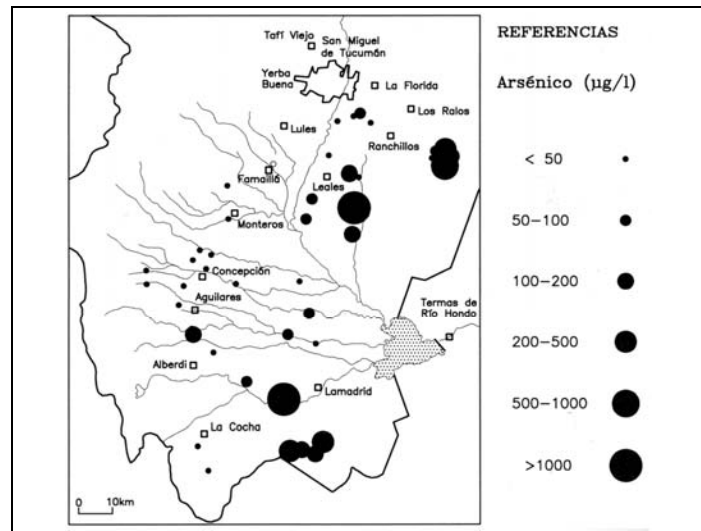 Tafí Viejo
San Miguel
de Tucumán
Yerba
Buena
La Florida
Los Ralos
Lules
Ranchillos
Famaillá
Leales
Monteros
Concepción
Aguilares
Termas de
Río Hondo
Alberdi
Lamadrid
La Cocha
0 10km
REFERENCIAS
Arsénico (µg/l)
< 50
50-100
100-200
200-500
500-1000
>1000